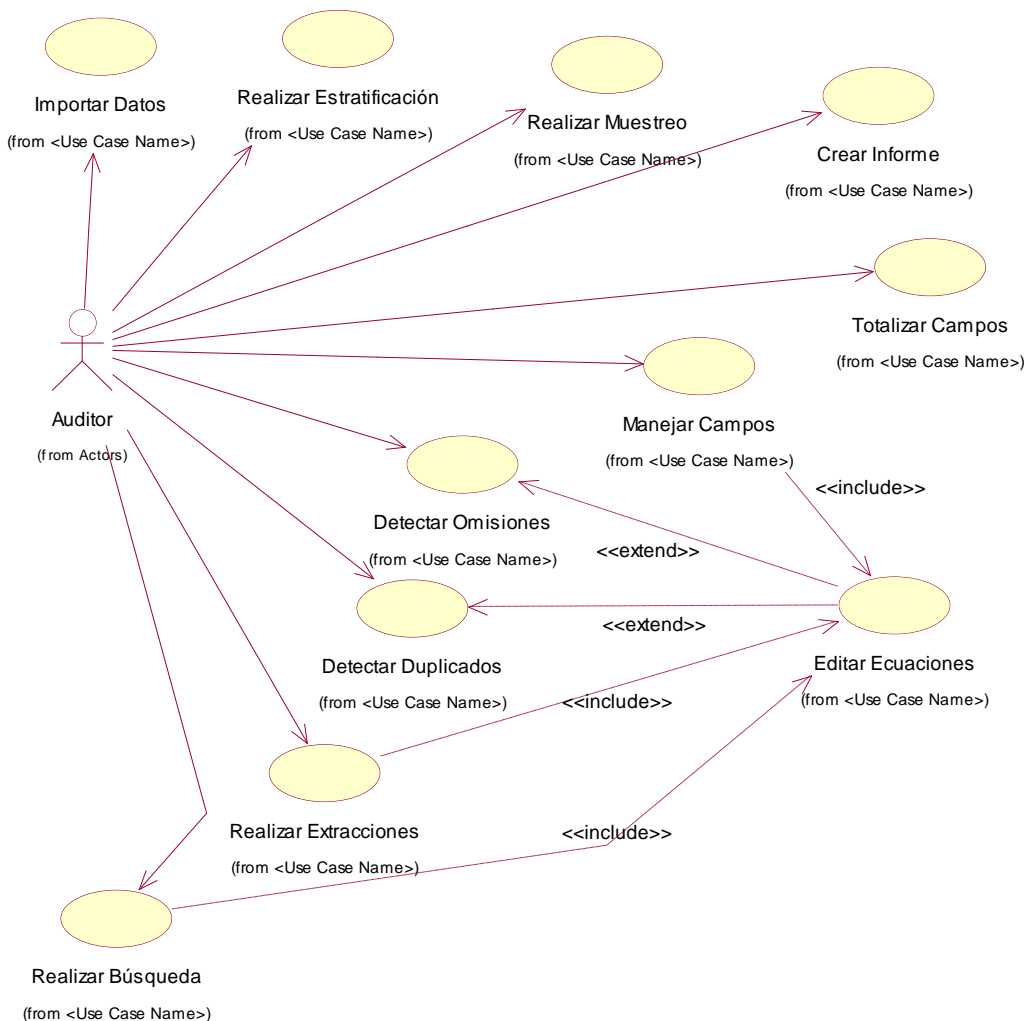 Importar Datos
(from <Use Case Name>)
Realizar Estratificación
(from <Use Case Name>)
Realizar Muestreo
(from <Use Case Name>)
Crear Informe
(from <Use Case Name>)
Totalizar Campos
(from <Use Case Name>)
Auditor
(from Actors)
Manejar Campos
(from <Use Case Name>)
<<include>>
Detectar Omisiones
(from <Use Case Name>)
<<extend>>
<<extend>>
Detectar Duplicados
(from <Use Case Name>)
Editar Ecuaciones
(from <Use Case Name>)
<<include>>
Realizar Extracciones
(from <Use Case Name>)
<<include>>
Realizar Búsqueda
(from <Use Case Name>)